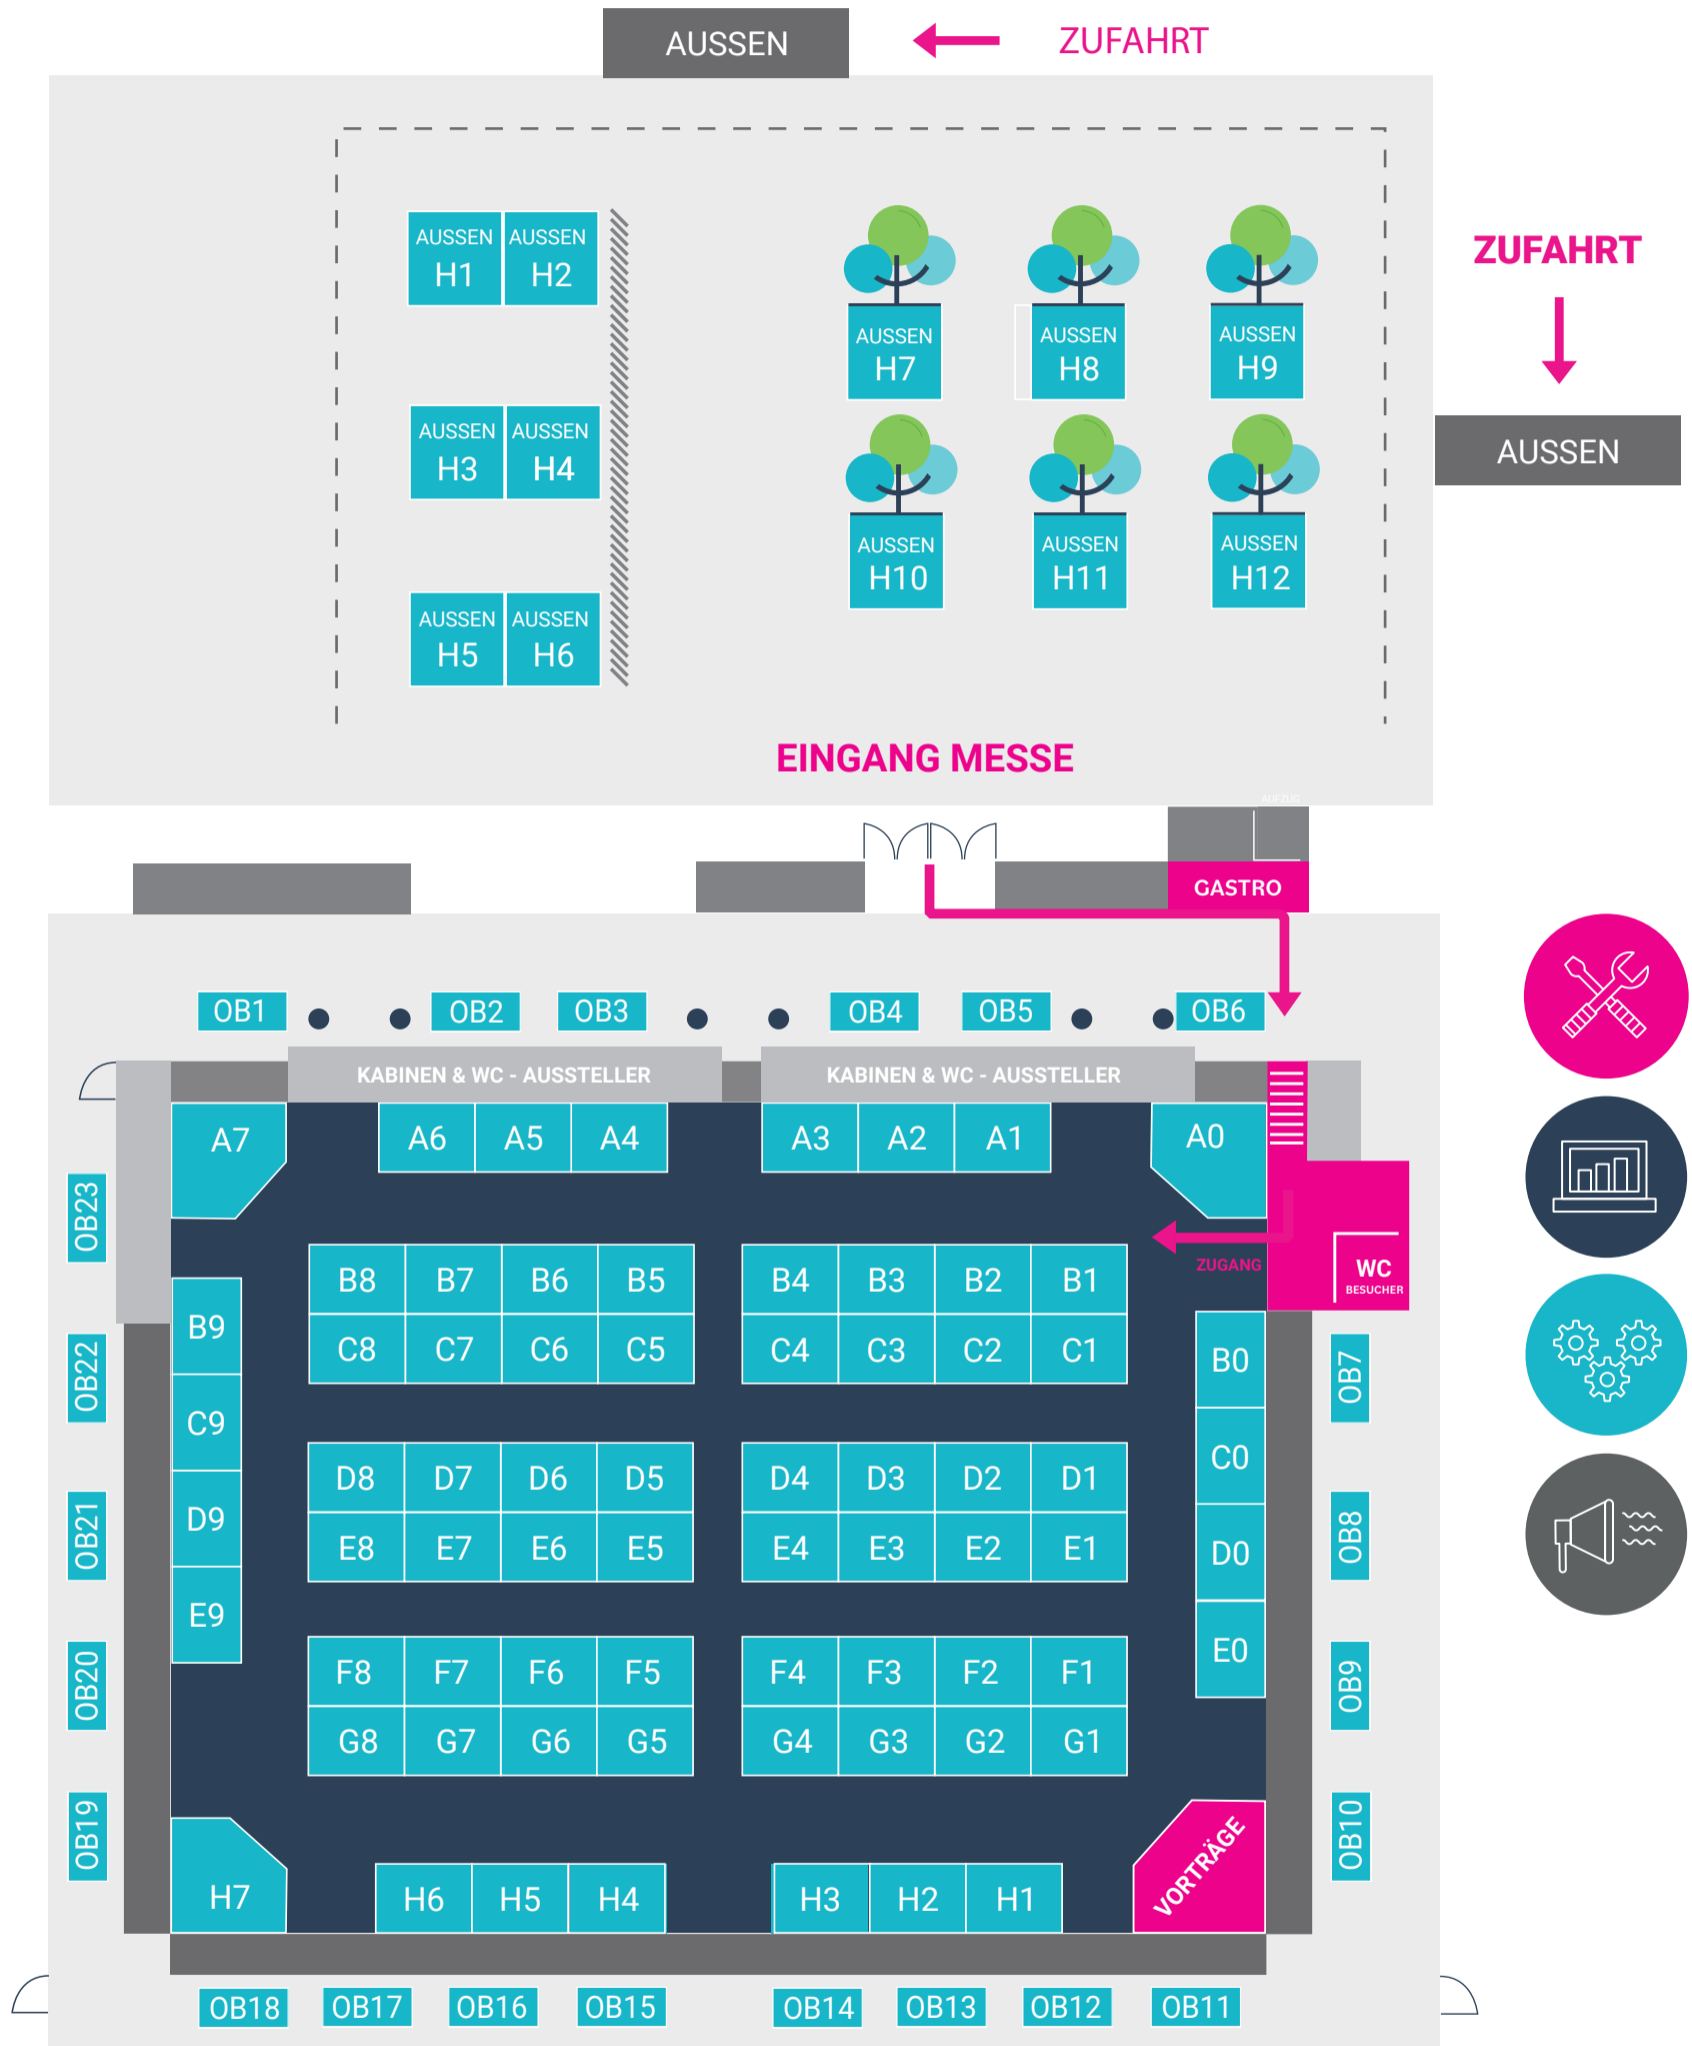 AUSSEN
ZUFAHRT
AUSSEN H1
AUSSEN H2
ZUFAHRT
AUSSEN H7
AUSSEN H8
AUSSEN H9
AUSSEN H3
AUSSEN H4
AUSSEN
AUSSEN H10
AUSSEN H11
AUSSEN H12
AUSSEN H5
AUSSEN H6
EINGANG MESSE
AUFZUG
GASTRO
OB1 OB2 OB3 OB4 OB5 OB6
KABINEN & WC - AUSSTELLER
KABINEN & WC - AUSSTELLER
A7 A6 A5 A4 A3 A2 A1 A0
OB23
ZUGANG
WC
BESUCHER
B8 B7 B6 B5 B4 B3 B2 B1
C8 C7 C6 C5 C4 C3 C2 C1
B9
C9
D9
E9
B0
C0
D0
E0
OB22
OB21
OB20
OB19
OB7
OB8
OB9
OB10
D8 D7 D6 D5 D4 D3 D2 D1
E8 E7 E6 E5 E4 E3 E2 E1
F8 F7 F6 F5 F4 F3 F2 F1
G8 G7 G6 G5 G4 G3 G2 G1
VORTRÄGE
H7 H6 H5 H4 H3 H2 H1
OB18 OB17 OB16 OB15 OB14 OB13 OB12 OB11